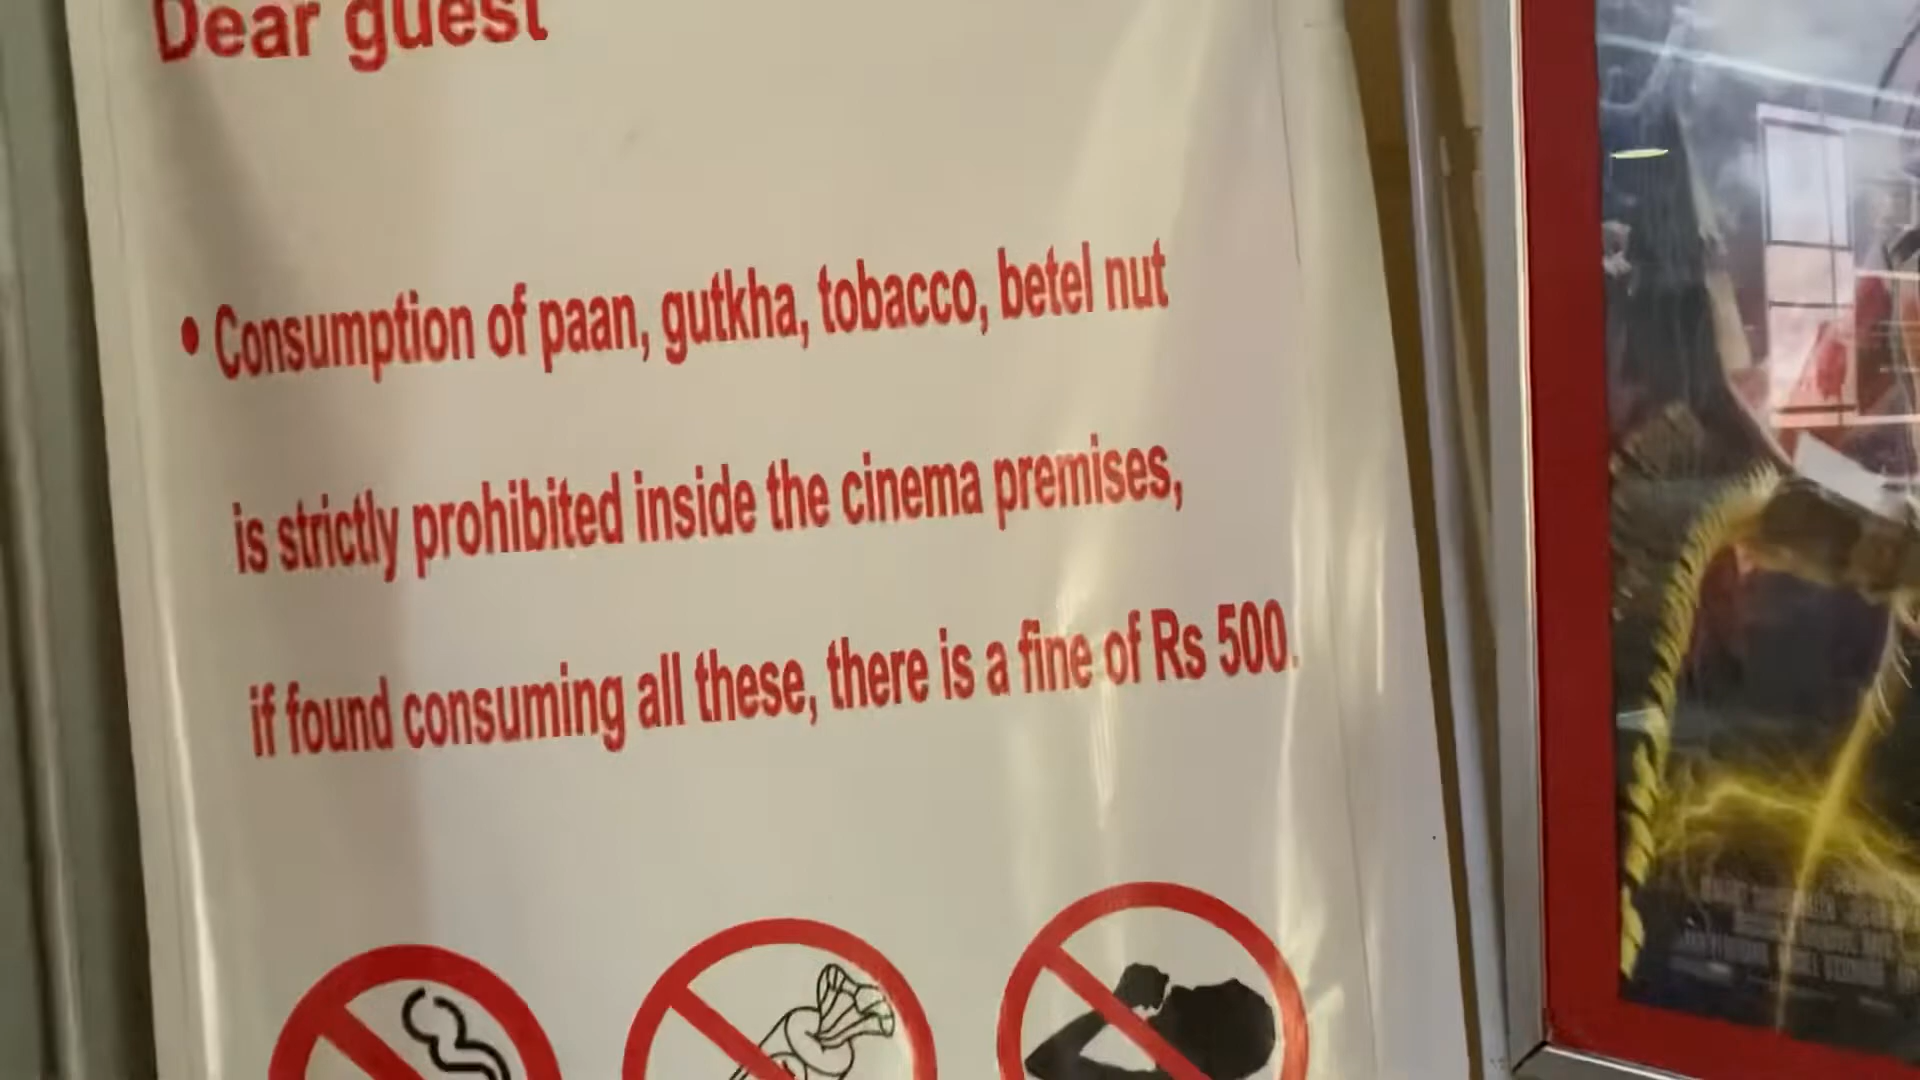 Dear guest
• Consumption of paan, gutkha, tobacco, betel nut
is strictly prohibited inside the cinema premises,
if found consuming all these, there is a fine of Rs 500.